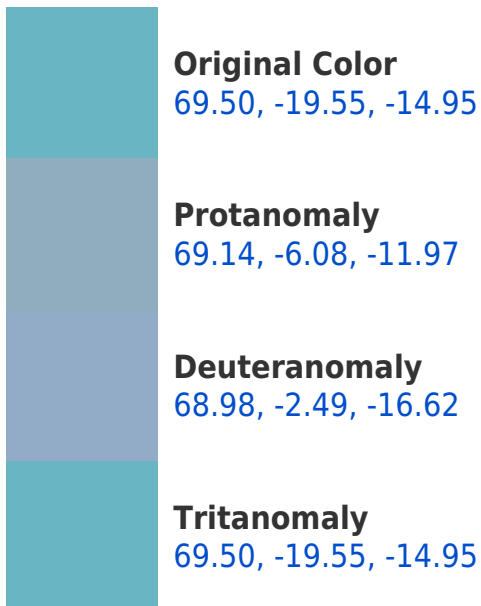 Original Color
69.50, -19.55, -14.95
Protanomaly
69.14, -6.08, -11.97
Deuteranomaly
68.98, -2.49, -16.62
Tritanomaly
69.50, -19.55, -14.95